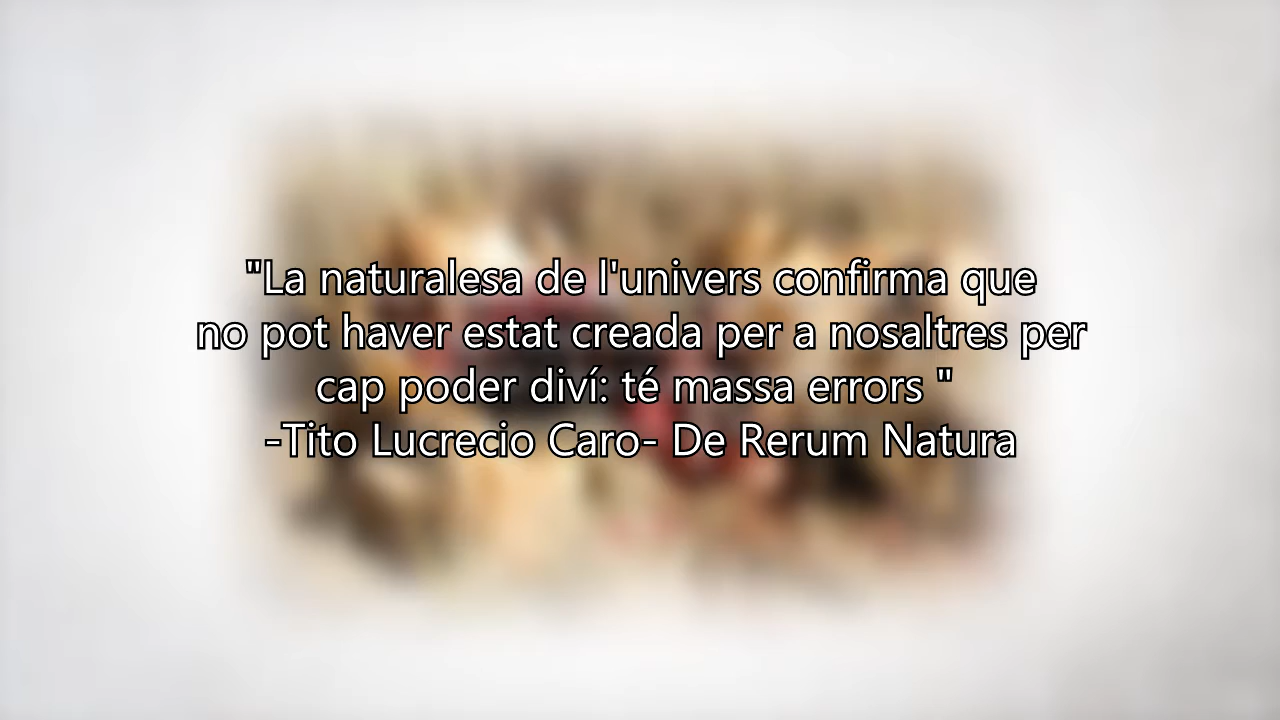 "La naturalesa de l'univers confirma que
no pot haver estat creada per a nosaltres per
cap poder diví: té massa errors "
-Tito Lucrecio Caro- De Rerum Natura